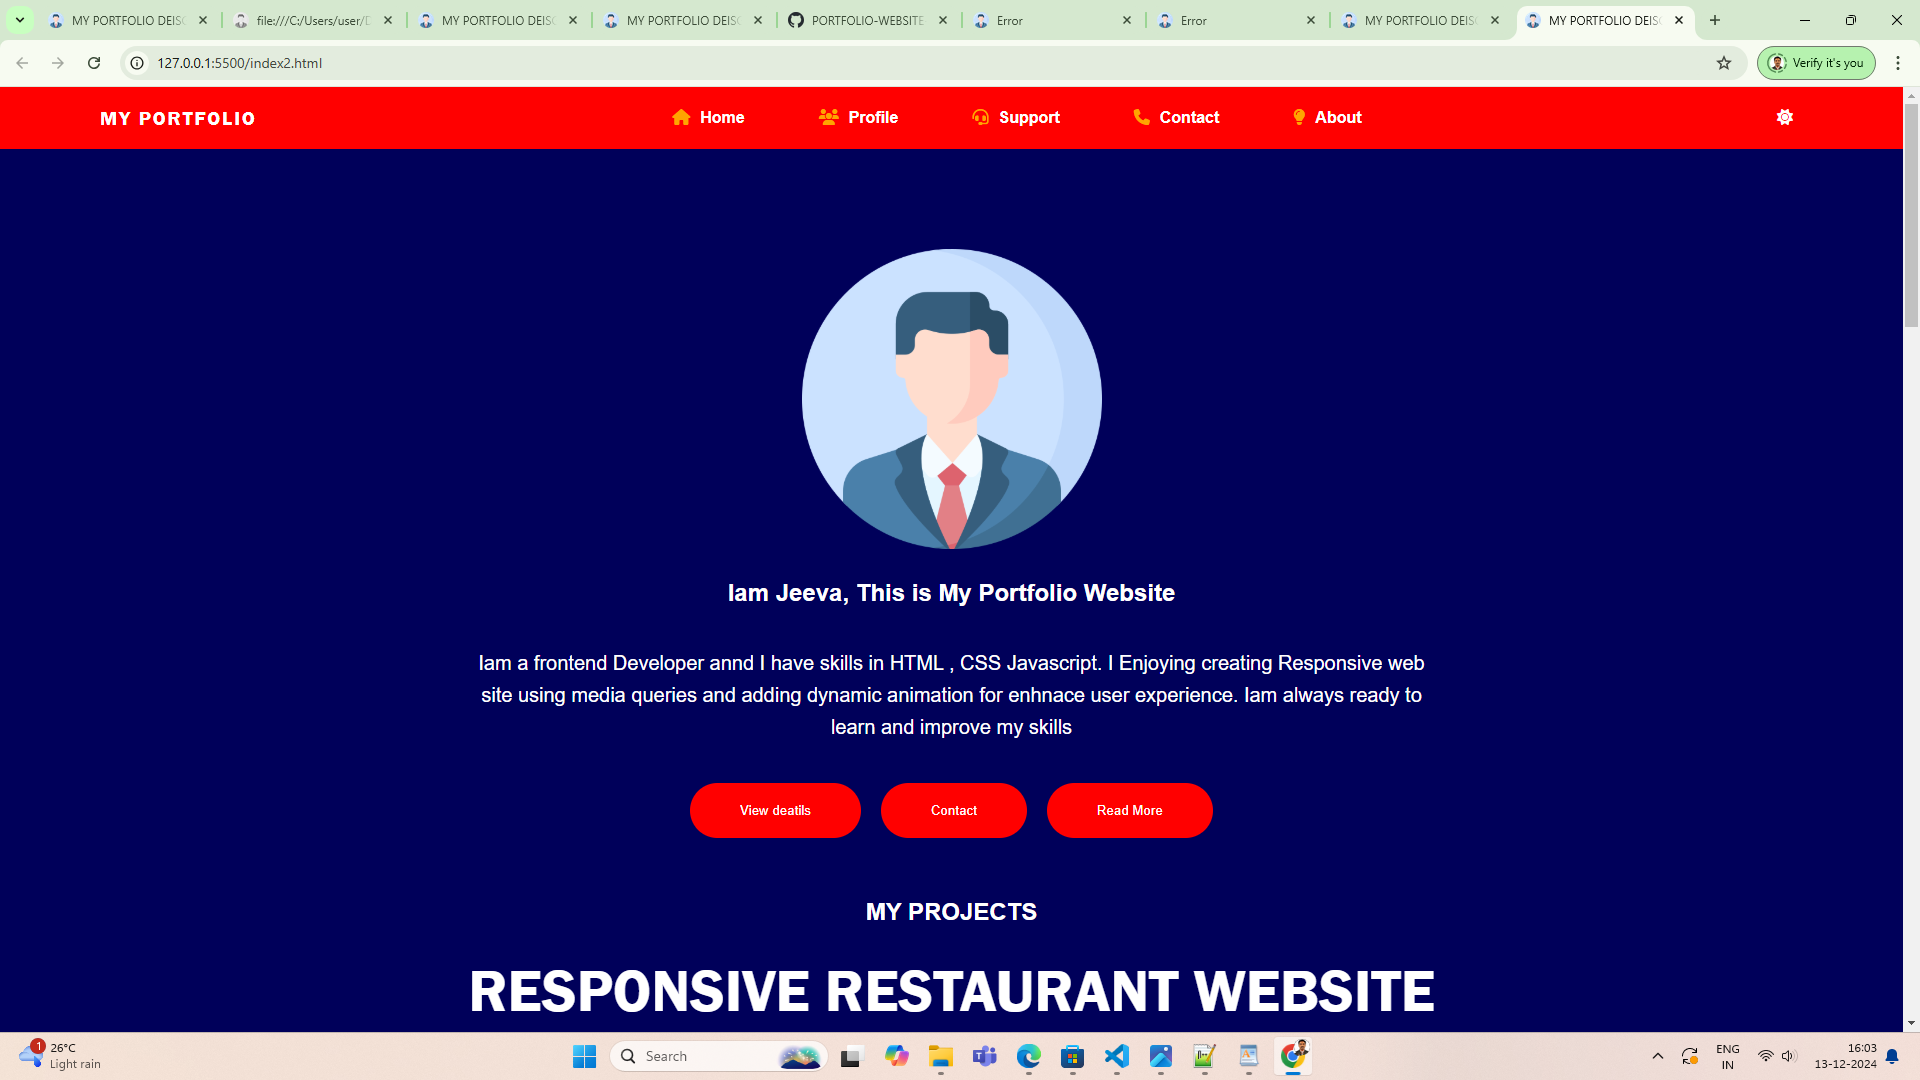 MY PORTFOLIO DEISC
file:///C:/Users/user/D
MY PORTFOLIO DEISC
MY PORTFOLIO DEISC
PORTFOLIO-WEBSITE
Error
Error
MY PORTFOLIO DEISC
MY PORTFOLIO DEISC
127.0.0.1:5500/index2.html
Verify it's you
MY PORTFOLIO
Home
Profile
Support
Contact
About
Iam Jeeva, This is My Portfolio Website
Iam a frontend Developer annd I have skills in HTML , CSS Javascript. I Enjoying creating Responsive web
site using media queries and adding dynamic animation for enhnace user experience. Iam always ready to
learn and improve my skills
View deatils
Contact
Read More
MY PROJECTS
RESPONSIVE RESTAURANT WEBSITE
1
26°C
Light rain
Search
ENG
IN
16:03
13-12-2024